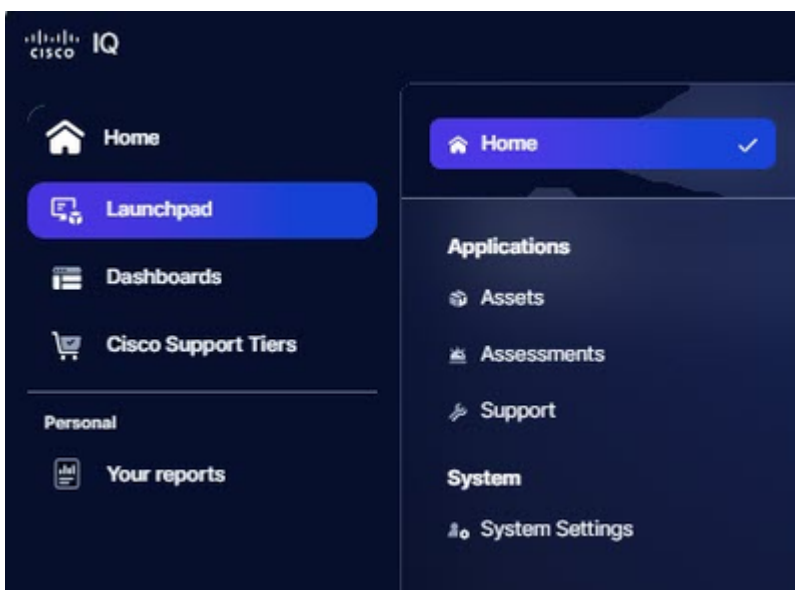 cisco IQ
Home
Launchpad
Dashboards
Cisco Support Tiers
Personal
Your reports
Home
Applications
Assets
Assessments
Support
System
System Settings